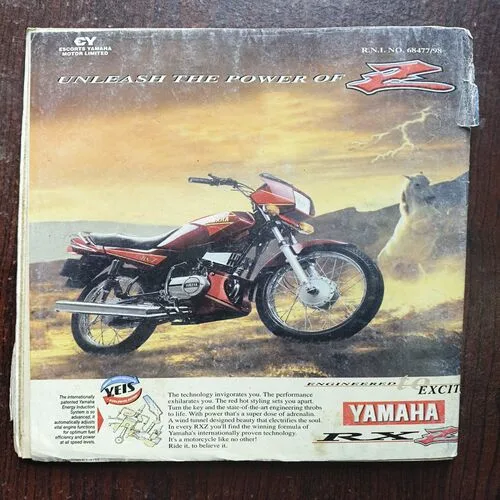 EY
ESCORTS YAMAHA
MOTOR LIMITED
R.N.I. NO. 68477/98
UNLEASH THE POWER OF Z
YAMAHA
RXZ
The internationally
patented Yamaha
Energy Induction
System is so
advanced, it
automatically adjusts
vital engine functions
for optimum fuel
efficiency and power
at all speed levels.
YEIS
The technology invigorates you. The performance
exhilarates you. The red hot styling sets you apart.
Turn the key and the state-of-the-art engineering throbs
to life. With power that's a super dose of adrenalin.
A wind tunnel designed beauty that electrifies the soul.
In every RXZ you'll find the winning formula of
Yamaha's internationally proven technology.
It's a motorcycle like no other!
Ride it, to believe it.
ENGINEERED
EXCIT
YAMAHA
RX Z